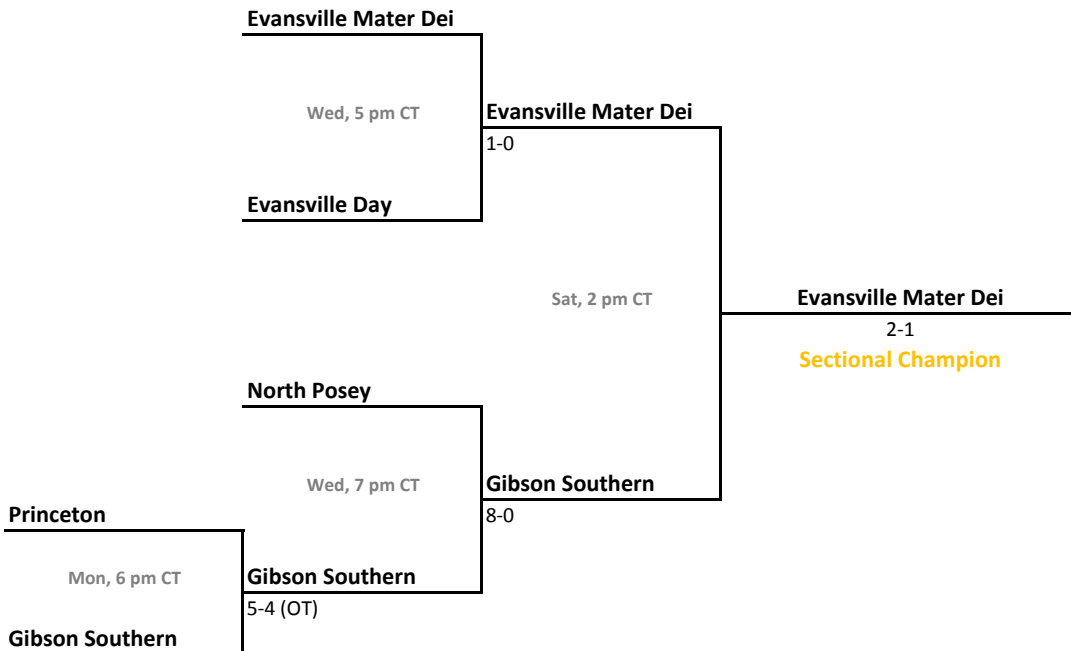 Evansville Mater Dei
Wed, 5 pm CT
Evansville Mater Dei
1-0
Evansville Day
Sat, 2 pm CT
Evansville Mater Dei
2-1
Sectional Champion
North Posey
Wed, 7 pm CT
Gibson Southern
8-0
Princeton
Mon, 6 pm CT
Gibson Southern
5-4 (OT)
Gibson Southern